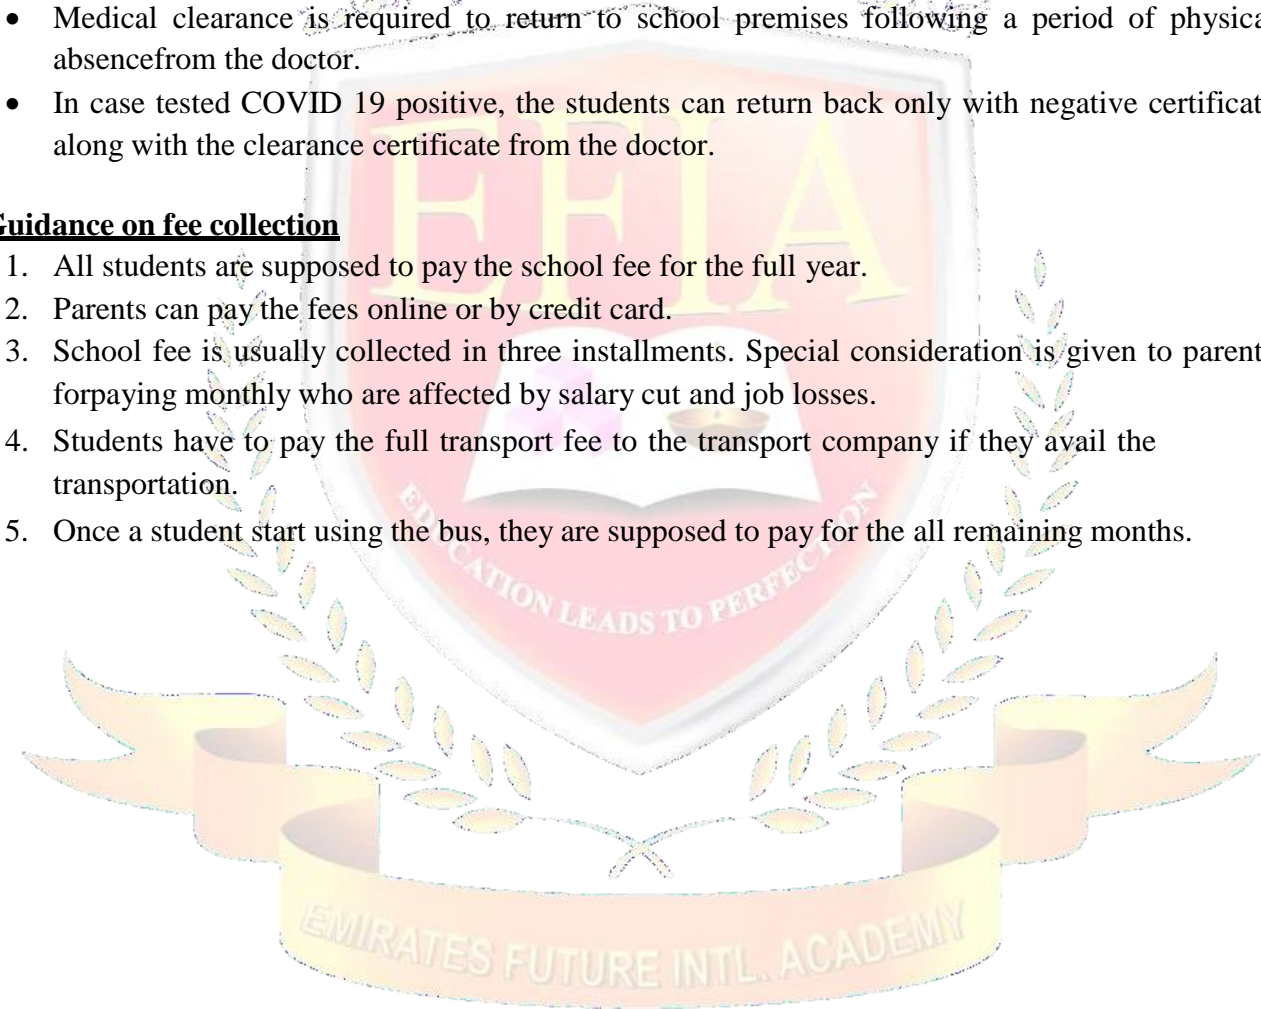 • Medical clearance is required to return to school premises following a period of physica
absencefrom the doctor.
• In case tested COVID 19 positive, the students can return back only with negative certificat
along with the clearance certificate from the doctor.
Guidance on fee collection
1. All students are supposed to pay the school fee for the full year.
2. Parents can pay the fees online or by credit card.
3. School fee is usually collected in three installments. Special consideration is given to parent
forpaying monthly who are affected by salary cut and job losses.
4. Students have to pay the full transport fee to the transport company if they avail the
transportation.
5. Once a student start using the bus, they are supposed to pay for the all remaining months.
EFIA
EDUCATION LEADS TO PERFECTION
EMIRATES FUTURE INTL. ACADEMY